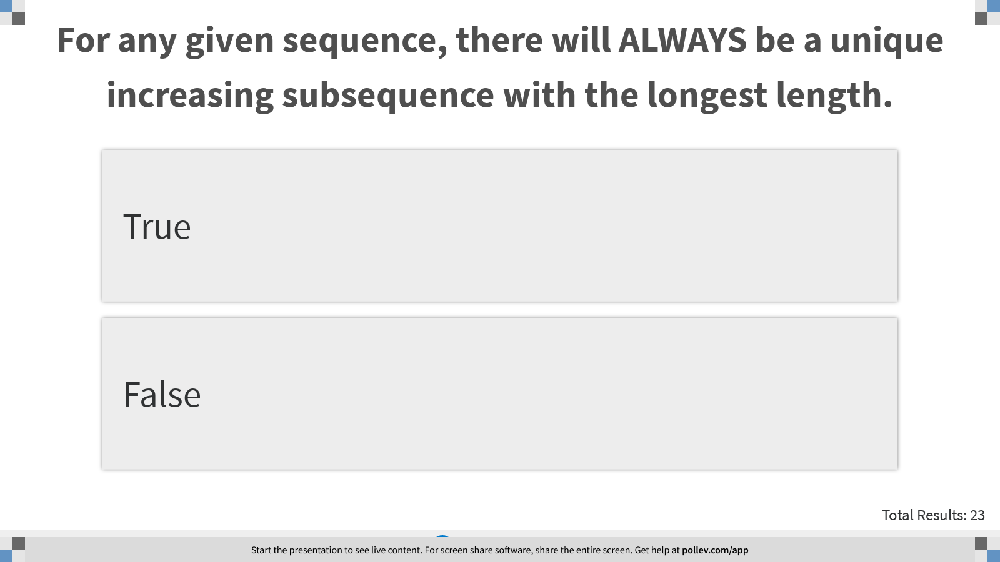 For any given sequence, there will ALWAYS be a unique
increasing subsequence with the longest length.
True
False
Total Results: 23
Start the presentation to see live content. For screen share software, share the entire screen. Get help at pollev.com/app